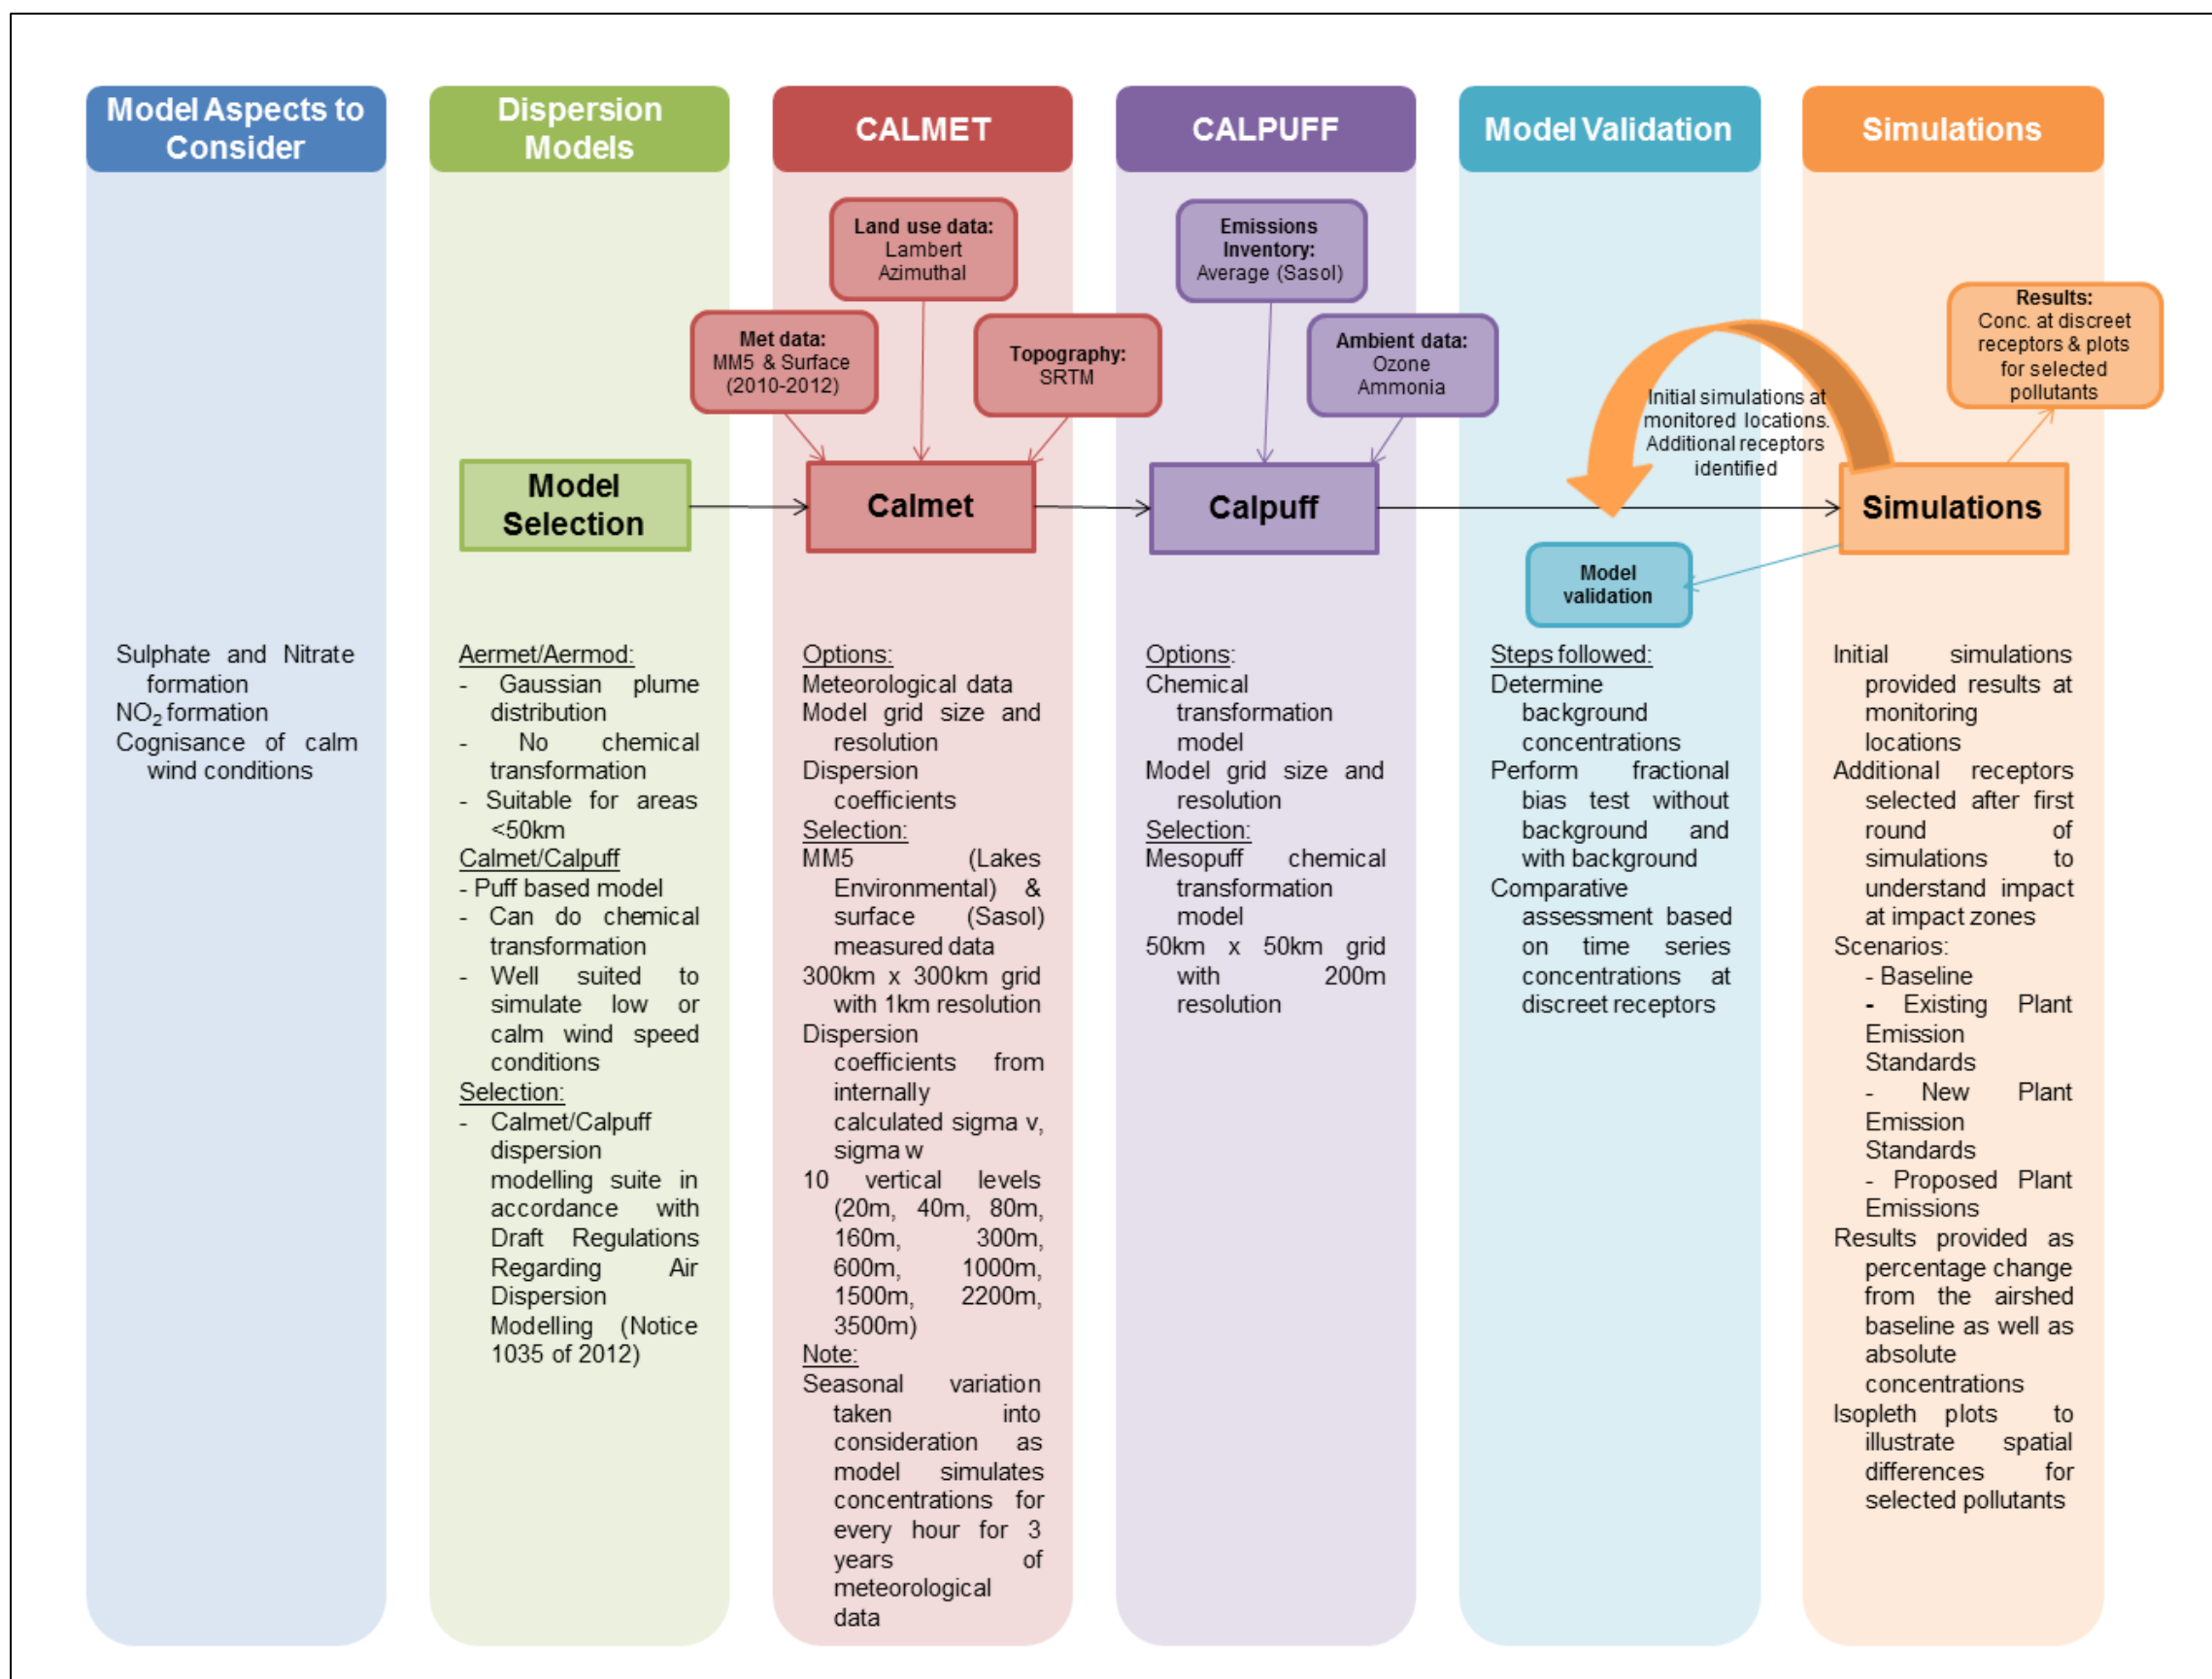 Model Aspects to
Consider
Dispersion
Models
CALMET
CALPUFF
Model Validation
Simulations
Land use data:
Lambert
Azimuthal
Met data:
MM5 & Surface
(2010-2012)
Topography:
SRTM
Emissions
Inventory:
Average (Sasol)
Ambient data:
Ozone
Ammonia
Results:
Conc. at discreet
receptors & plots
for selected
pollutants
Initial simulations at
monitored locations.
Additional receptors
identified
Model
Selection
Calmet
Calpuff
Simulations
Model
validation
Sulphate and Nitrate
formation
NO₂ formation
Cognisance of calm
wind conditions
Aermet/Aermod:
- Gaussian plume
distribution
- No chemical
transformation
- Suitable for areas
<50km
Calmet/Calpuff
- Puff based model
- Can do chemical
transformation
- Well suited to
simulate low or
calm wind speed
conditions
Selection:
- Calmet/Calpuff
dispersion
modelling suite in
accordance with
Draft Regulations
Regarding Air
Dispersion
Modelling (Notice
1035 of 2012)
Options:
Meteorological data
Model grid size and
resolution
Dispersion
coefficients
Selection:
MM5 (Lakes
Environmental) &
surface (Sasol)
measured data
300km x 300km grid
with 1km resolution
Dispersion
coefficients from
internally
calculated sigma v,
sigma w
10 vertical levels
(20m, 40m, 80m,
160m, 300m,
600m, 1000m,
1500m, 2200m,
3500m)
Note:
Seasonal variation
taken into
consideration as
model simulates
concentrations for
every hour for 3
years of
meteorological
data
Options:
Chemical
transformation
model
Model grid size and
resolution
Selection:
Mesopuff chemical
transformation
model
50km x 50km grid
with 200m
resolution
Steps followed:
Determine
background
concentrations
Perform fractional
bias test without
background and
with background
Comparative
assessment based
on time series
concentrations at
discreet receptors
Initial simulations
provided results at
monitoring
locations
Additional receptors
selected after first
round of
simulations to
understand impact
at impact zones
Scenarios:
- Baseline
- Existing Plant
Emission
Standards
- New Plant
Emission
Standards
- Proposed Plant
Emissions
Results provided as
percentage change
from the airshed
baseline as well as
absolute
concentrations
Isopleth plots to
illustrate spatial
differences for
selected pollutants